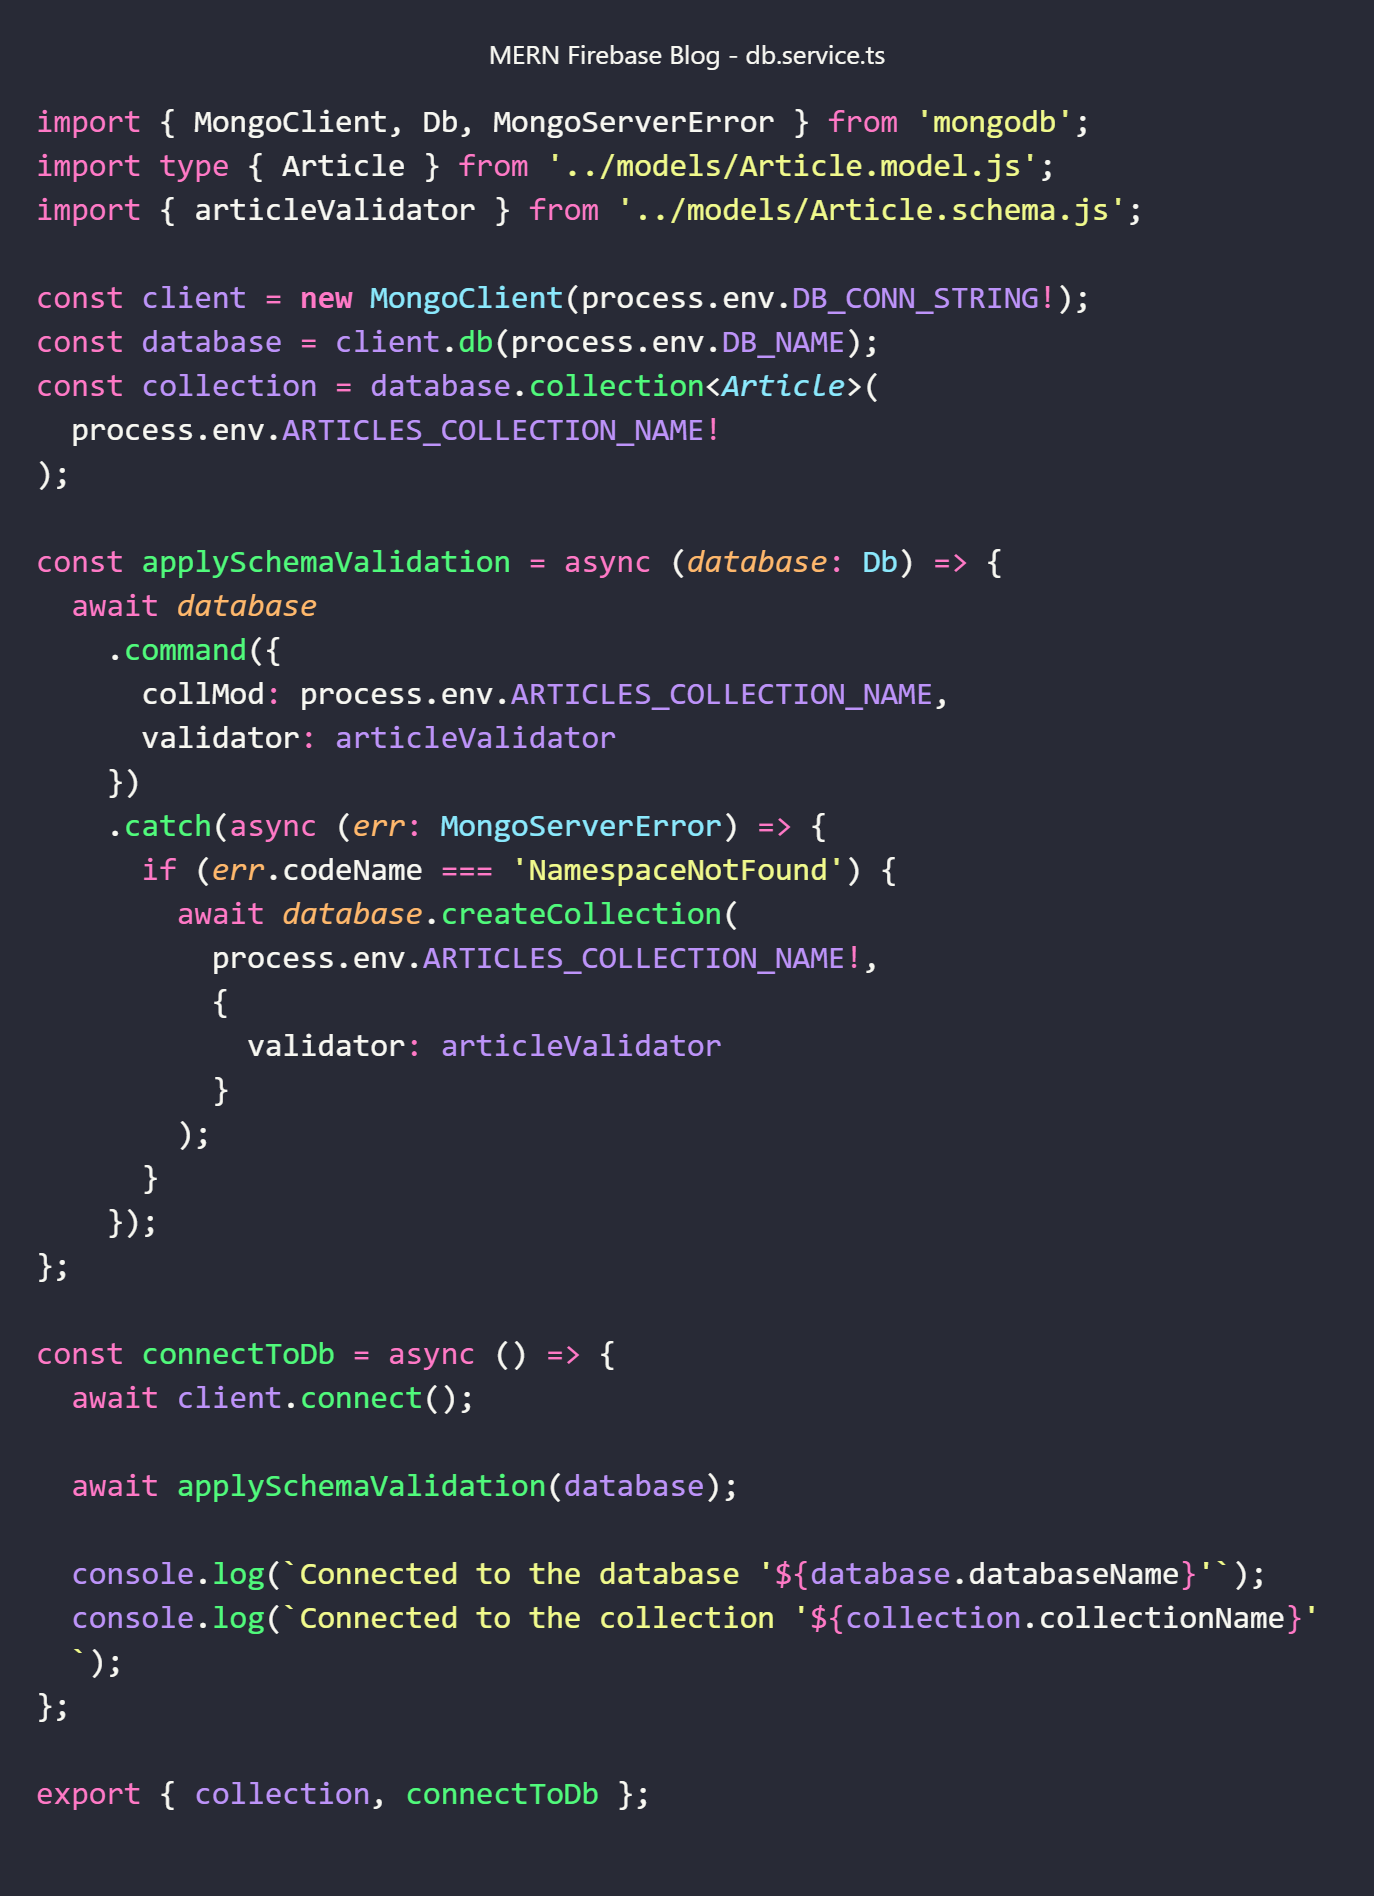 MERN Firebase Blog - db.service.ts
import { MongoClient, Db, MongoServerError } from 'mongodb';
import type { Article } from '../models/Article.model.js';
import { articleValidator } from '../models/Article.schema.js';

const client = new MongoClient(process.env.DB_CONN_STRING!);
const database = client.db(process.env.DB_NAME);
const collection = database.collection<Article>(
  process.env.ARTICLES_COLLECTION_NAME!
);

const applySchemaValidation = async (database: Db) => {
  await database
    .command({
      collMod: process.env.ARTICLES_COLLECTION_NAME,
      validator: articleValidator
    })
    .catch(async (err: MongoServerError) => {
      if (err.codeName === 'NamespaceNotFound') {
        await database.createCollection(
          process.env.ARTICLES_COLLECTION_NAME!,
          {
            validator: articleValidator
          }
        );
      }
    });
};

const connectToDb = async () => {
  await client.connect();

  await applySchemaValidation(database);

  console.log(`Connected to the database '${database.databaseName}'`);
  console.log(`Connected to the collection '${collection.collectionName}'
  `);
};

export { collection, connectToDb };